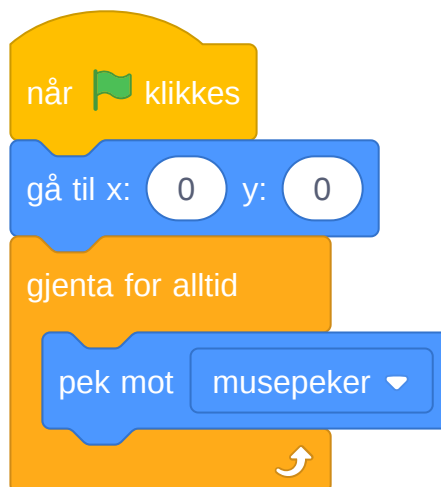 når klikkes
gå til x: 0 y: 0
gjenta for alltid
pek mot musepeker